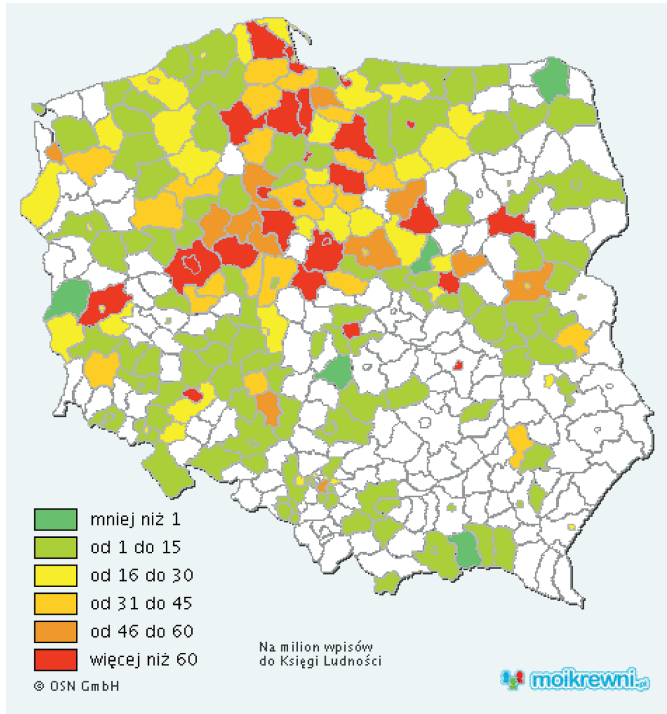 mniej niż 1
od 1 do 15
od 16 do 30
od 31 do 45
od 46 do 60
więcej niż 60
© OSN GmbH
Na milion wpisów
do Księgi Ludności
moikrewni.pl